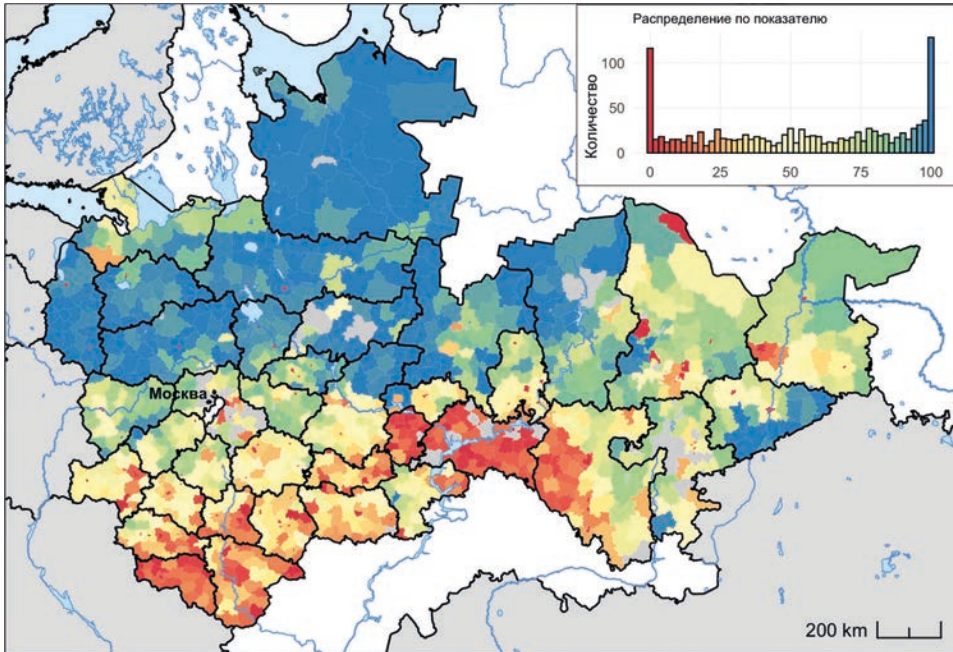 Распределение по показателю
Количество
100
50
0
0 25 50 75 100
Москва
200 km